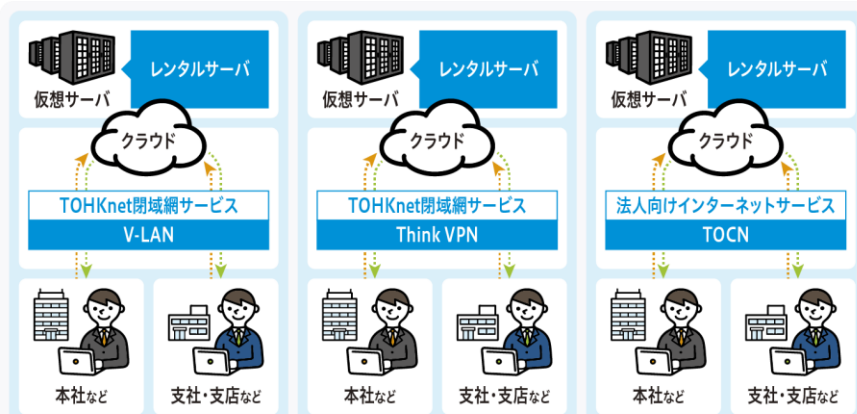 レンタルサーバ
仮想サーバ
クラウド
TOHKnet閉域網サービス
V-LAN
本社など
支社・支店など
レンタルサーバ
仮想サーバ
クラウド
TOHKnet閉域網サービス
Think VPN
本社など
支社・支店など
レンタルサーバ
仮想サーバ
クラウド
法人向けインターネットサービス
TOCN
本社など
支社・支店など